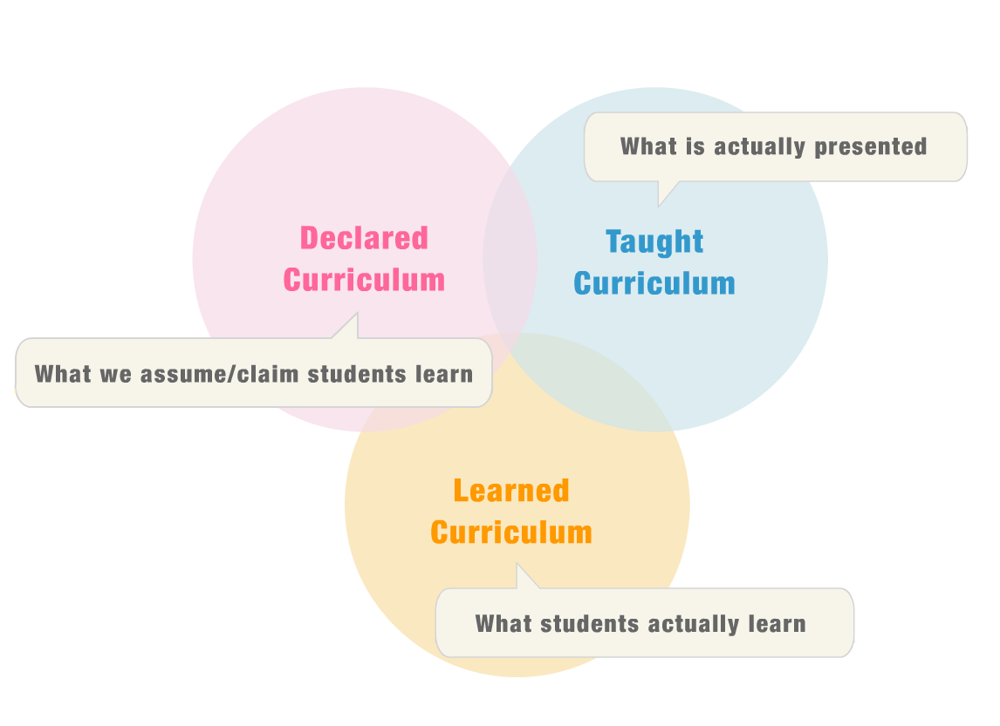 What is actually presented
Declared
Curriculum
Taught
Curriculum
What we assume/claim students learn
Learned
Curriculum
What students actually learn